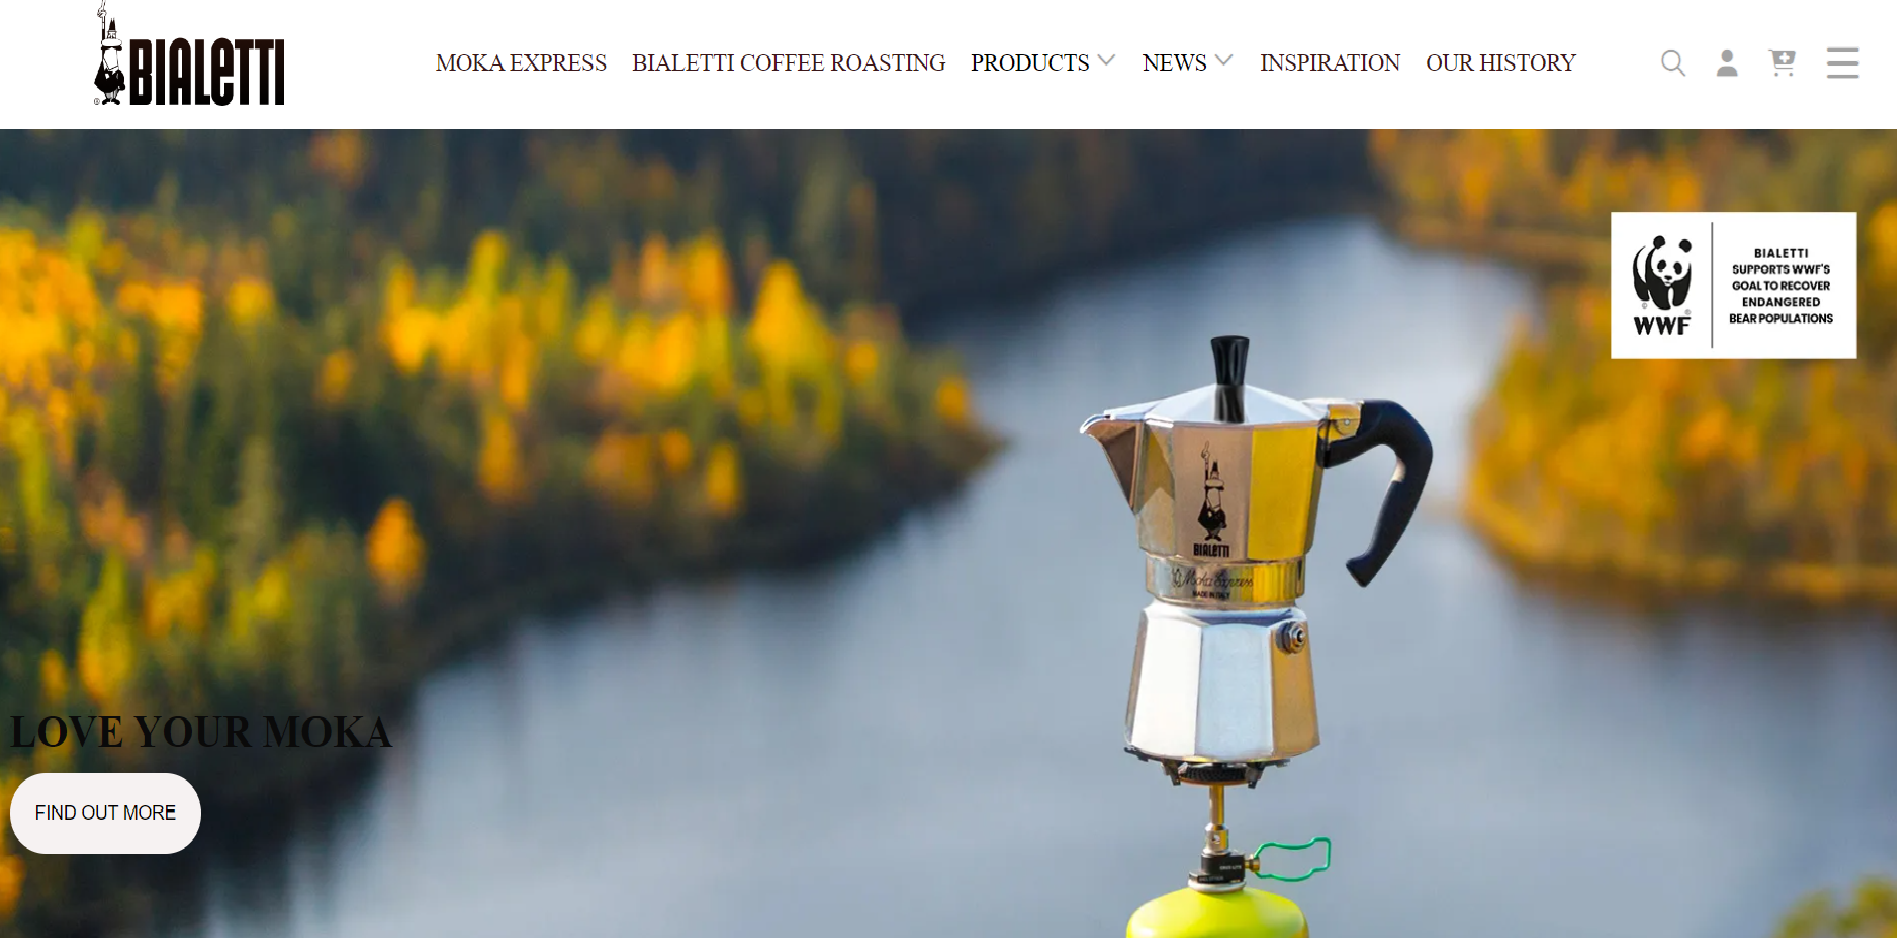 BIALETTI
MOKA EXPRESS BIALETTI COFFEE ROASTING PRODUCTS NEWS INSPIRATION OUR HISTORY
BIALETTI
SUPPORTS WWF'S
GOAL TO RECOVER
ENDANGERED
BEAR POPULATIONS
WWF
BIALETTI
Moka Express
MADE IN ITALY
LOVE YOUR MOKA
FIND OUT MORE